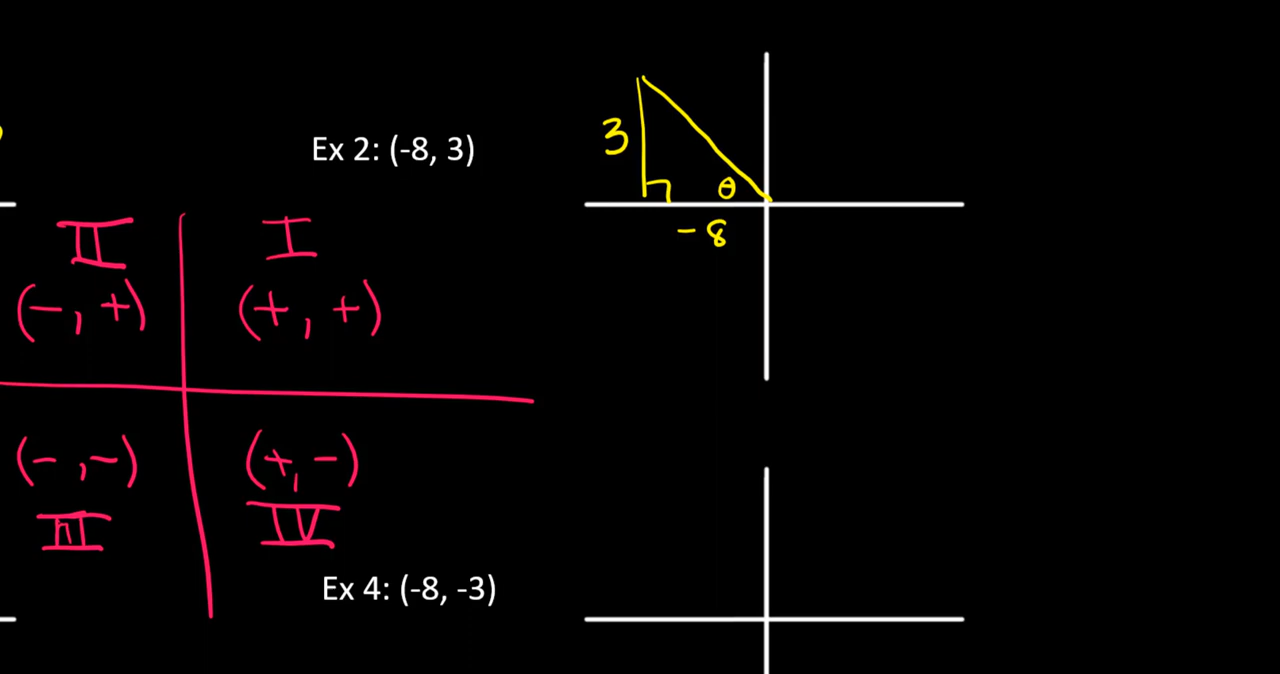 Ex 2: (-8, 3)
3
θ
-8
II
I
(-, +)
(+, +)
(-, -)
(+, -)
III
IV
Ex 4: (-8, -3)